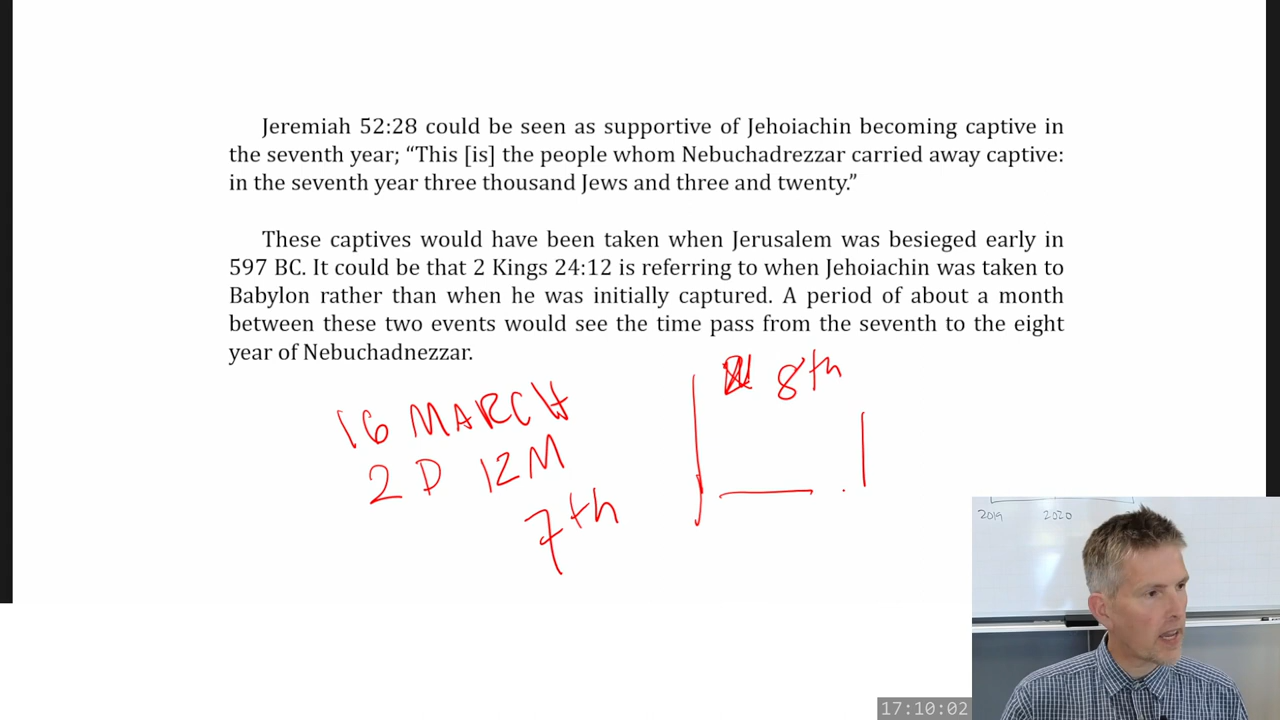 Jeremiah 52:28 could be seen as supportive of Jehoiachin becoming captive in
the seventh year; “This [is] the people whom Nebuchadrezzar carried away captive:
in the seventh year three thousand Jews and three and twenty.”
These captives would have been taken when Jerusalem was besieged early in
597 BC. It could be that 2 Kings 24:12 is referring to when Jehoiachin was taken to
Babylon rather than when he was initially captured. A period of about a month
between these two events would see the time pass from the seventh to the eight
year of Nebuchadnezzar.
8th
16 MARCH
2 D 12M
7th
2019 2020
17:10:02